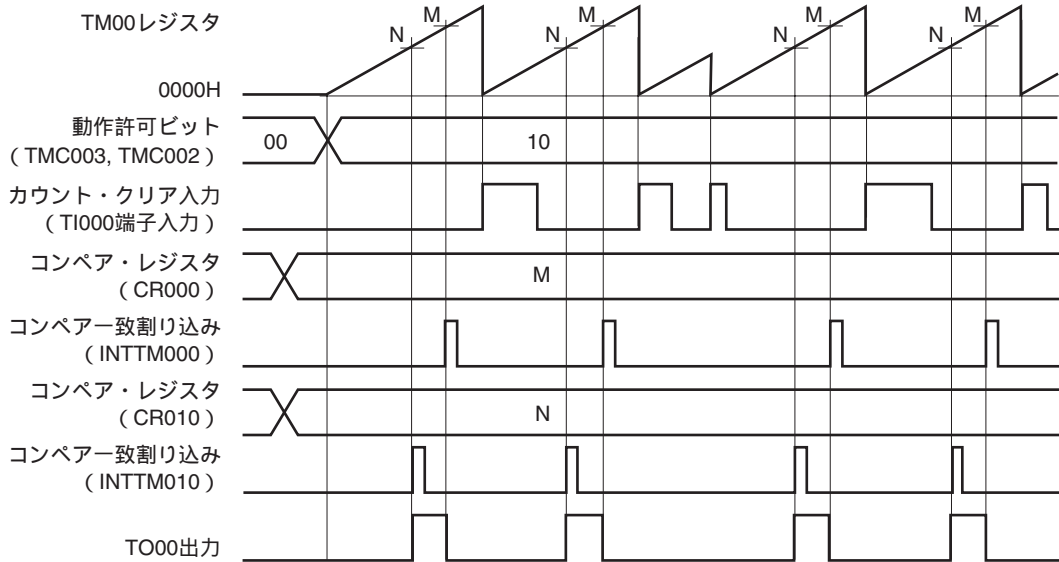 TM00レジスタ
N M N M N M N M
0000H
動作許可ビット
(TMC003, TMC002)
00 10
カウント・クリア入力
(TI000端子入力)
コンペア・レジスタ
(CR000)
M
コンペア一致割り込み
(INTTM000)
コンペア・レジスタ
(CR010)
N
コンペア一致割り込み
(INTTM010)
TO00出力